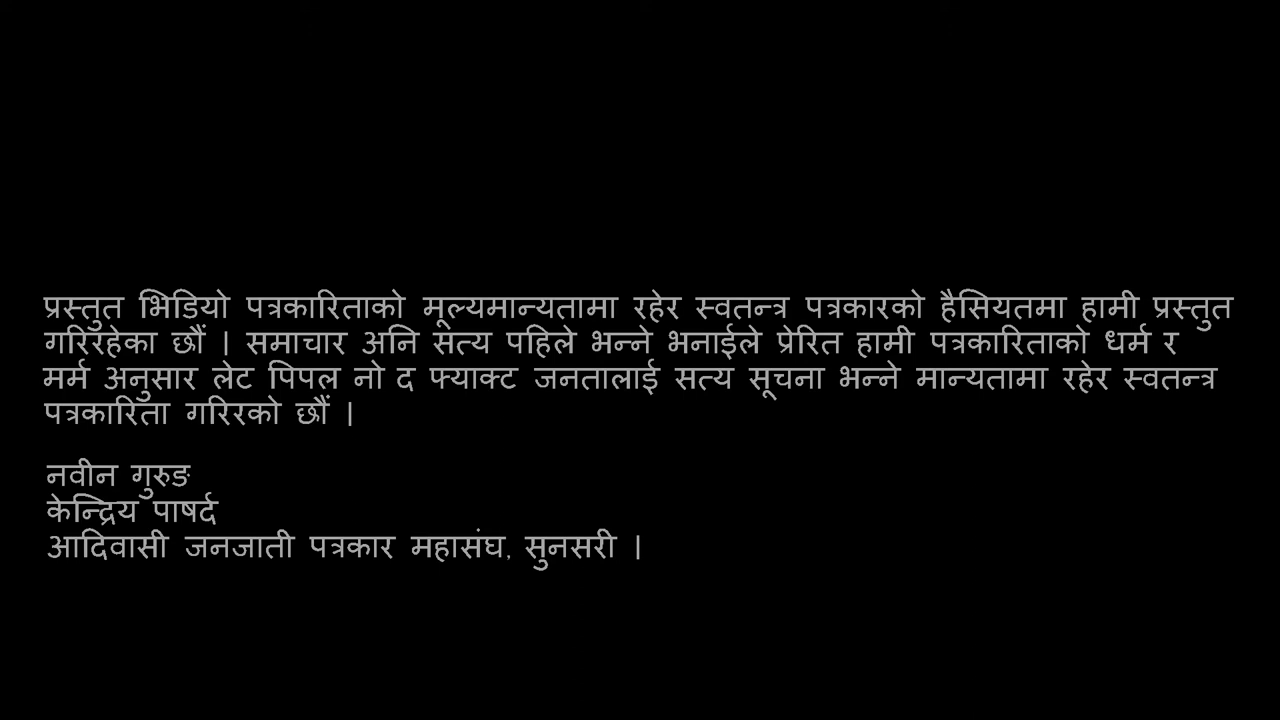 प्रस्तुत भिडियो पत्रकारिताको मूल्यमान्यतामा रहेर स्वतन्त्र पत्रकारको हैसियतमा हामी प्रस्तुत
गरिरहेका छौं | समाचार अनि सत्य पहिले भन्ने भनाईले प्रेरित हामी पत्रकारिताको धर्म र
मर्म अनुसार लेट पिपल नो द फ्याक्ट जनतालाई सत्य सूचना भन्ने मान्यतामा रहेर स्वतन्त्र
पत्रकारिता गरिरको छौं |
नवीन गुरुङ
केन्द्रिय पाषर्द
आदिवासी जनजाती पत्रकार महासंघ, सुनसरी |